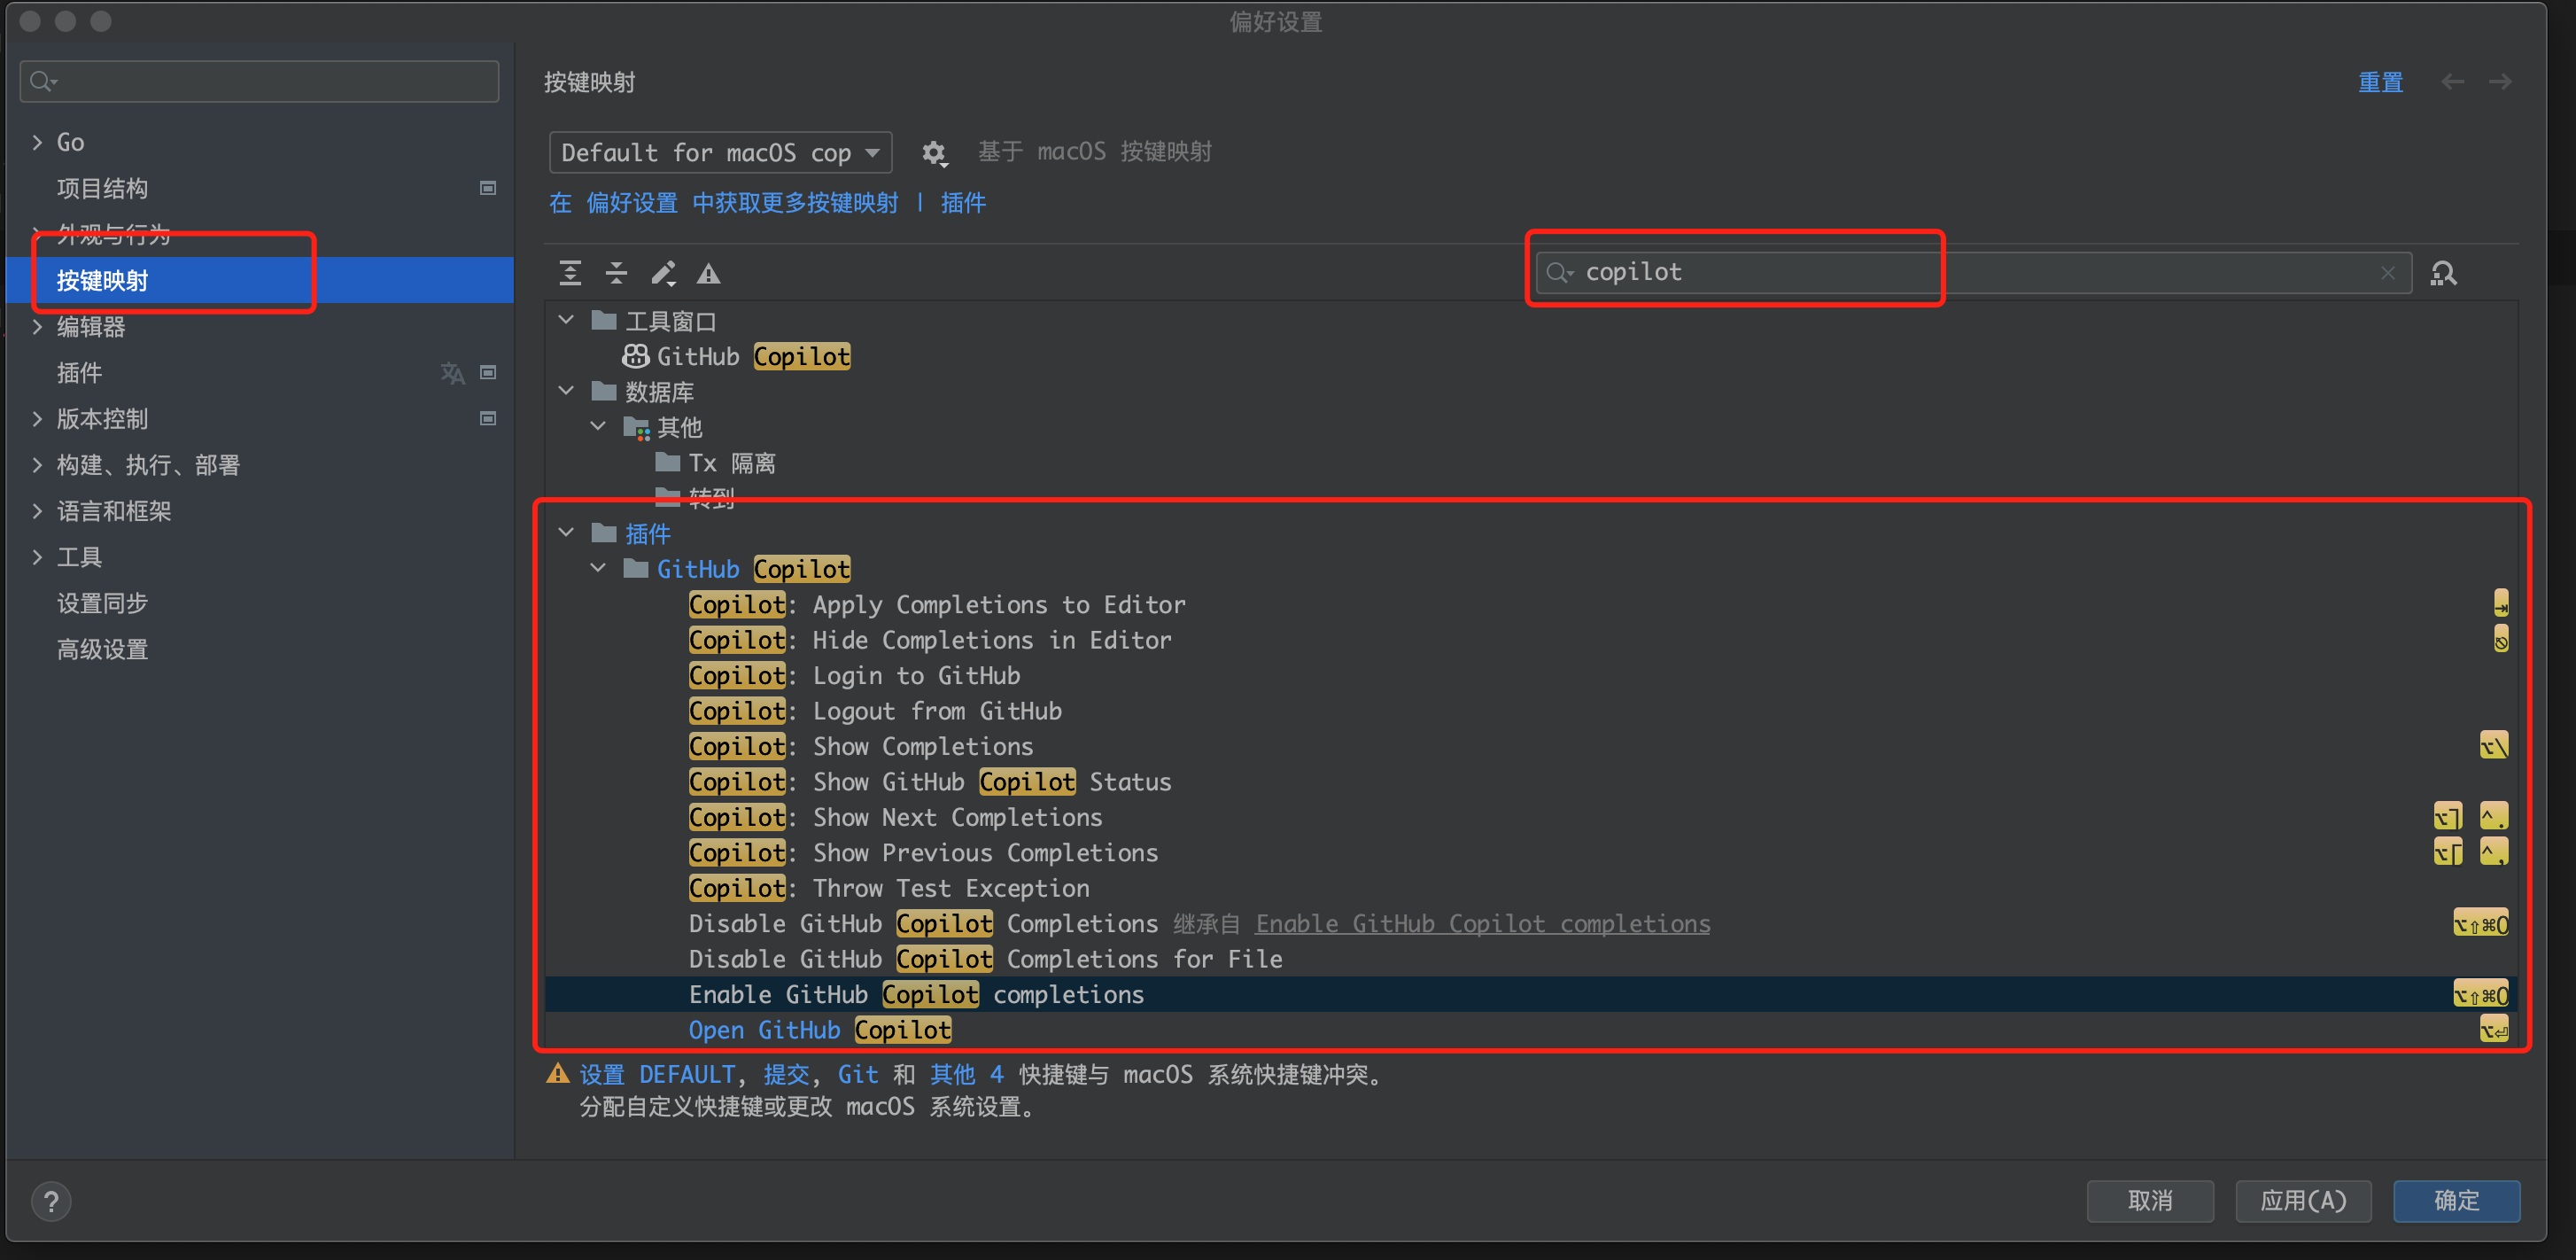 偏好设置
Go
项目结构
外观与行为
按键映射
编辑器
插件
版本控制
构建、执行、部署
语言和框架
工具
设置同步
高级设置
按键映射
重置
Default for macOS cop
基于 macOS 按键映射
在 偏好设置 中获取更多按键映射 | 插件
copilot
工具窗口
GitHub Copilot
数据库
其他
Tx 隔离
转到
插件
GitHub Copilot
Copilot: Apply Completions to Editor ⇥
Copilot: Hide Completions in Editor ⎋
Copilot: Login to GitHub
Copilot: Logout from GitHub
Copilot: Show Completions ⌥\
Copilot: Show GitHub Copilot Status
Copilot: Show Next Completions ⌥] ^.
Copilot: Show Previous Completions ⌥[ ^,
Copilot: Throw Test Exception
Disable GitHub Copilot Completions 继承自 Enable GitHub Copilot completions ⌥⇧⌘O
Disable GitHub Copilot Completions for File
Enable GitHub Copilot completions ⌥⇧⌘O
Open GitHub Copilot ⌥⏎
设置 DEFAULT, 提交, Git 和 其他 4 快捷键与 macOS 系统快捷键冲突。
分配自定义快捷键或更改 macOS 系统设置。
?
取消
应用(A)
确定